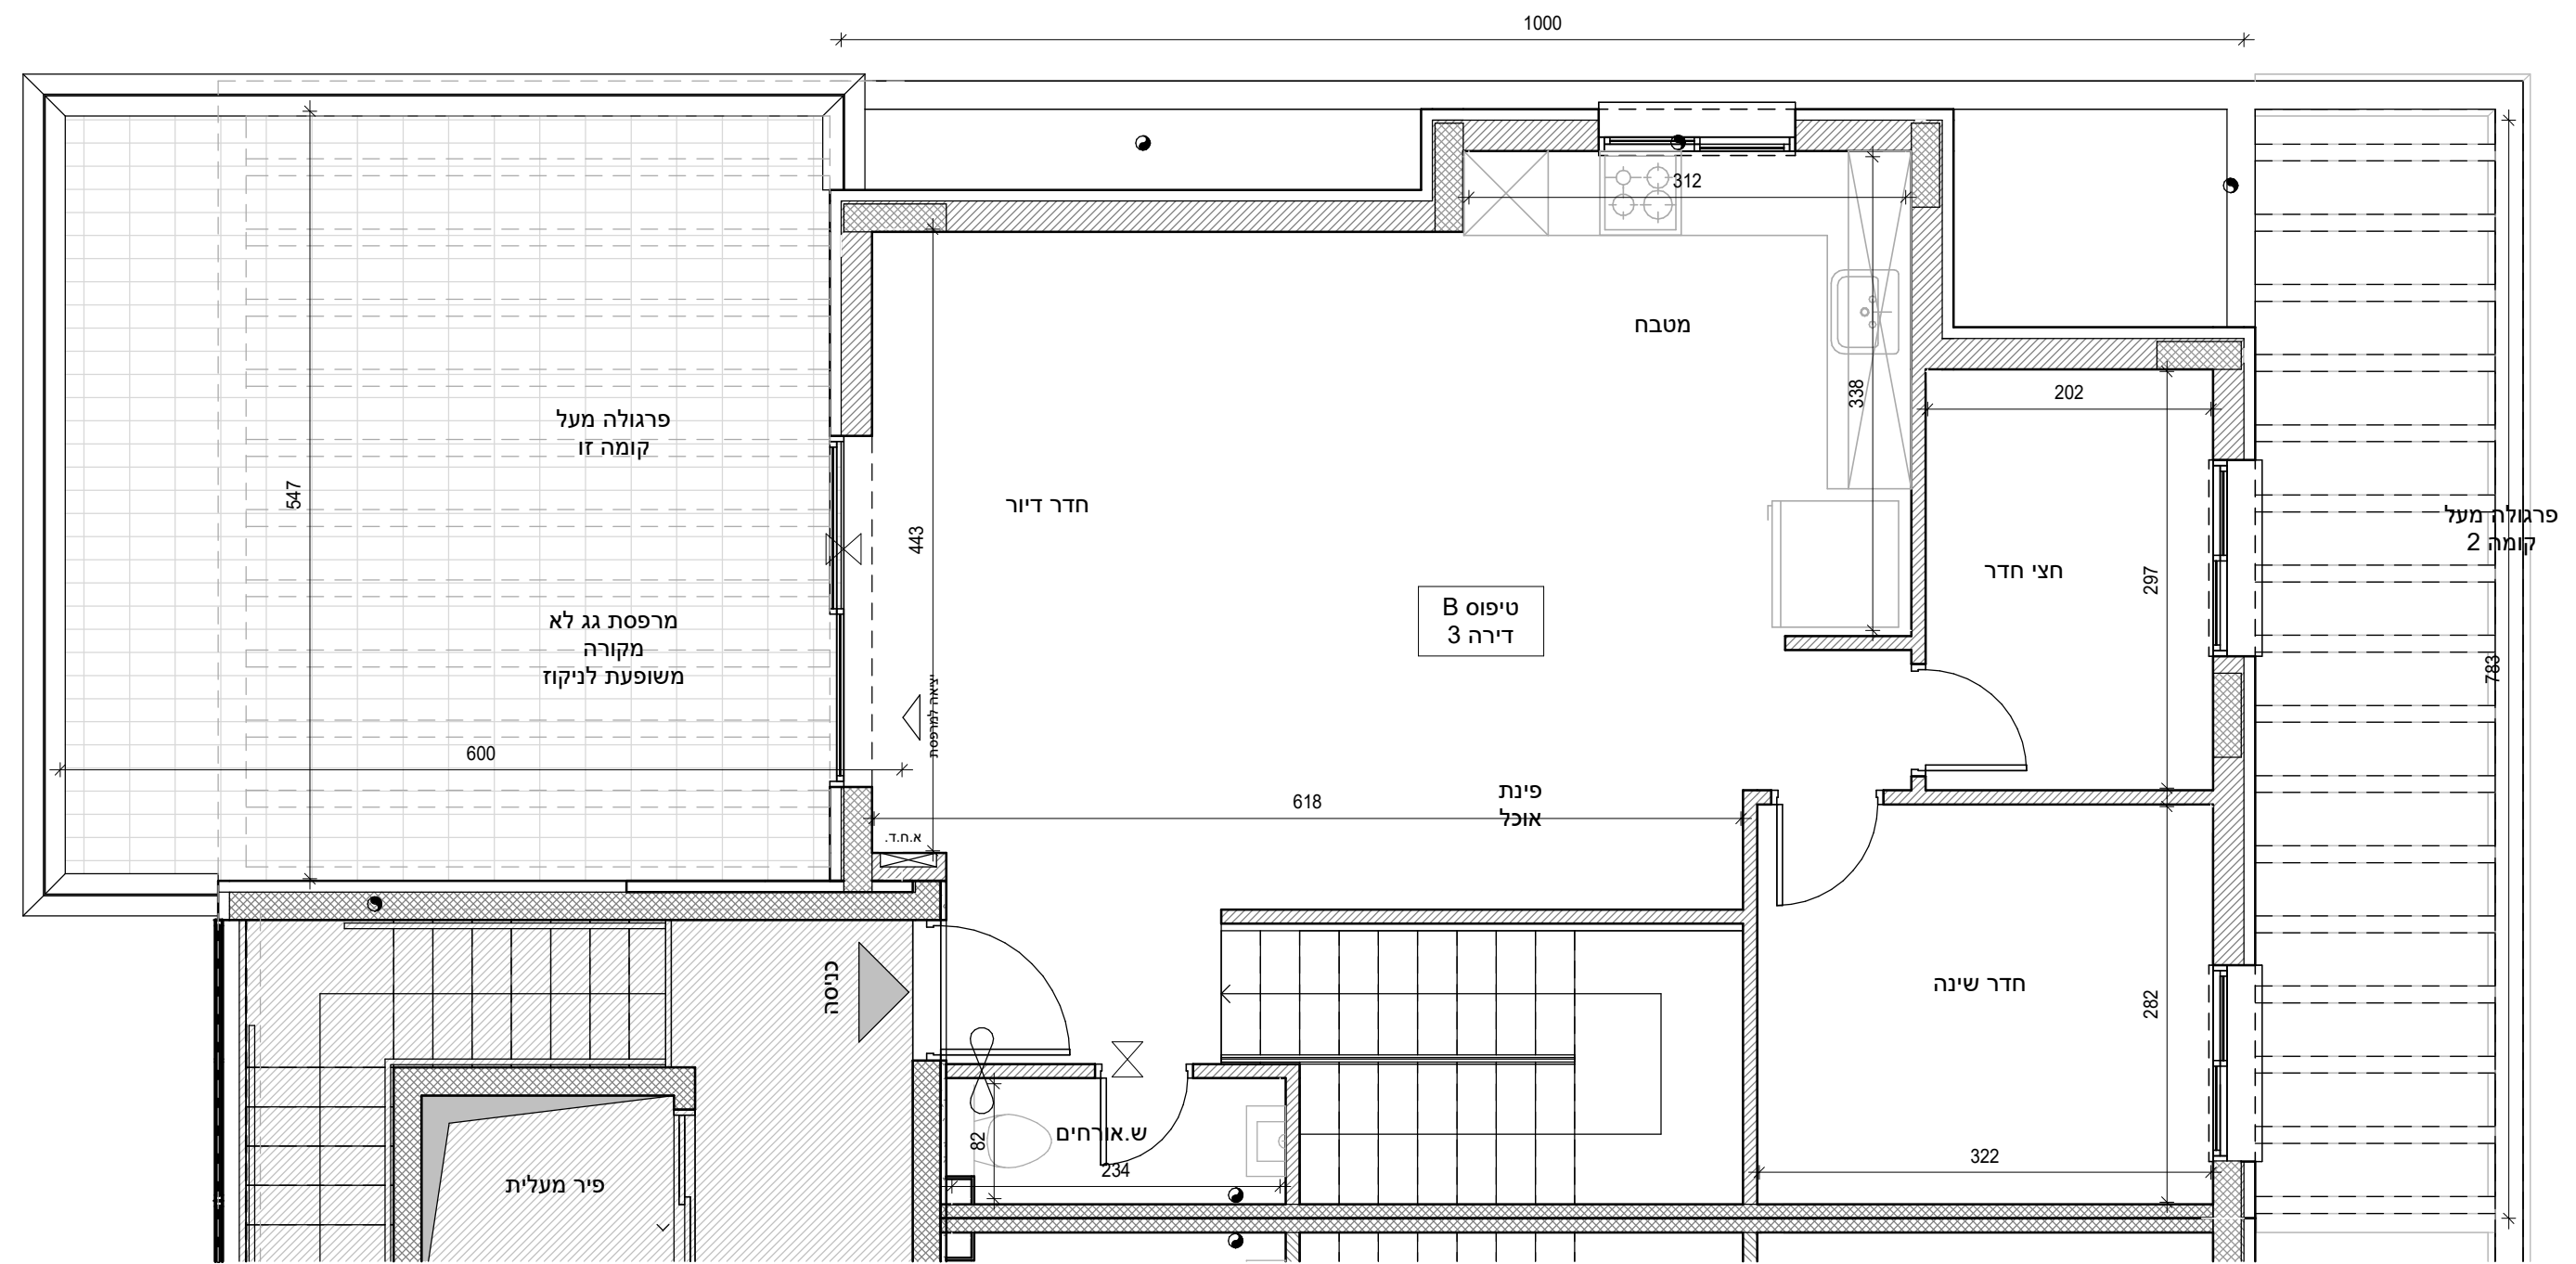 1000
312
מטבח
338
202
פרגולה מעל
קומה זו
547
חדר דיור
443
פרגולה מעל
קומה 2
חצי חדר
297
טיפוס B
דירה 3
מרפסת גג לא
מקורה
משופעת לניקוז
783
יציאה למרפסת
600
618
פינת
אוכל
א.ח.ד.
כניסה
חדר שינה
282
ש.אורחים
82
234
322
פיר מעלית